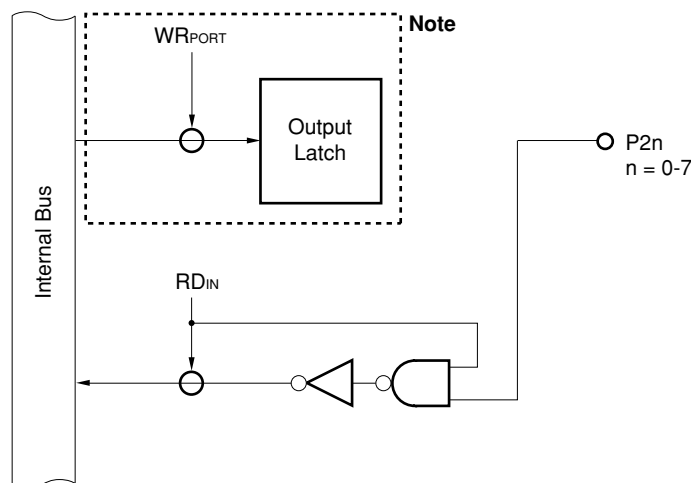 Note
WRPORT
Output
Latch
P2n
n = 0-7
Internal Bus
RDIN